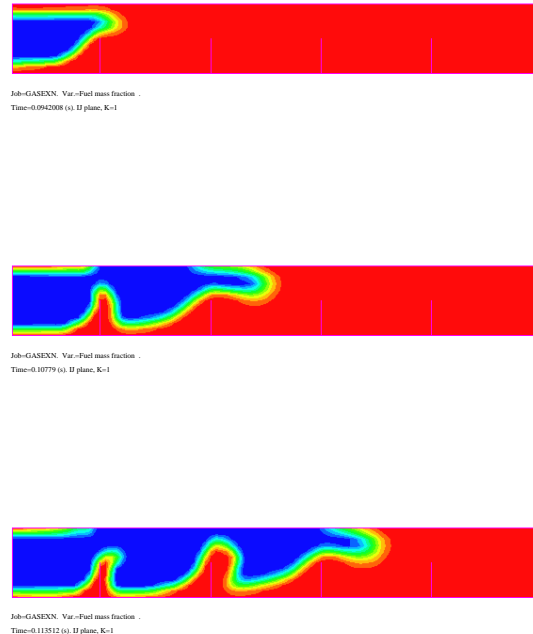 Job=GASEXN. Var.=Fuel mass fraction .
Time=0.0942008 (s). IJ plane, K=1
Job=GASEXN. Var.=Fuel mass fraction .
Time=0.10779 (s). IJ plane, K=1
Job=GASEXN. Var.=Fuel mass fraction .
Time=0.113512 (s). IJ plane, K=1